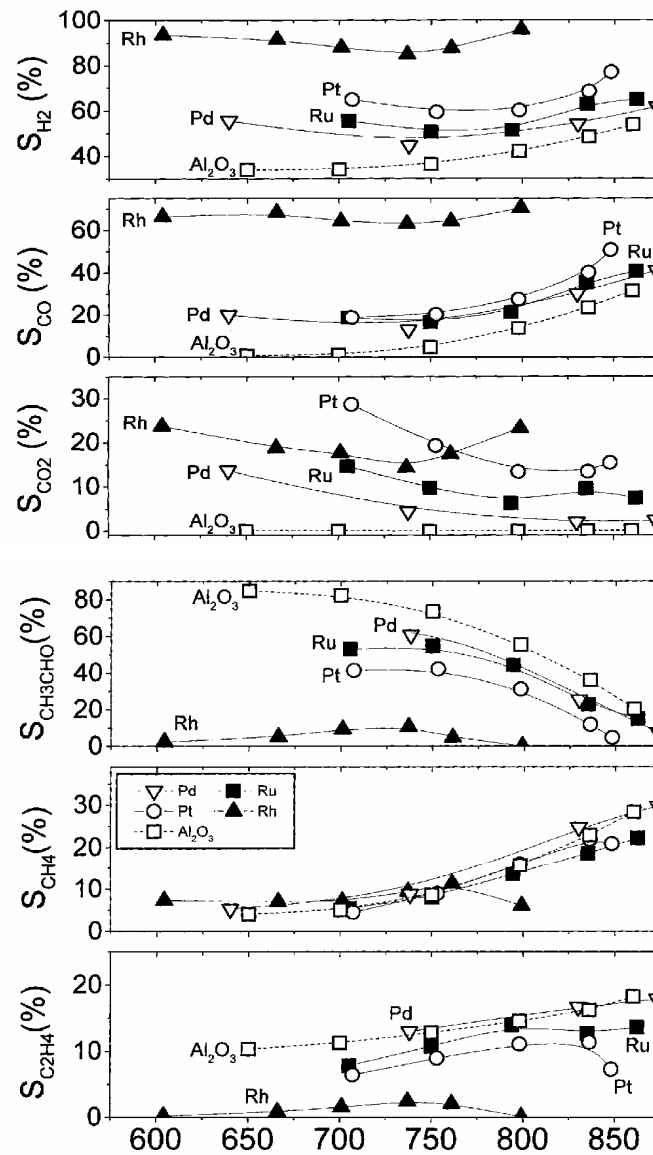 S_H2 (%)
100
80
60
40
Rh
Pt
Pd
Ru
Al2O3
S_CO (%)
60
40
20
0
Rh
Pt
Ru
Pd
Al2O3
S_CO2 (%)
30
20
10
0
Rh
Pt
Pd
Ru
Al2O3
S_CH3CHO(%)
80
60
40
20
0
Al2O3
Pd
Ru
Pt
Rh
S_CH4(%)
30
20
10
0
Pd Ru
Pt Rh
Al2O3
S_C2H4(%)
20
10
0
Pd
Al2O3
Ru
Rh
Pt
600 650 700 750 800 850